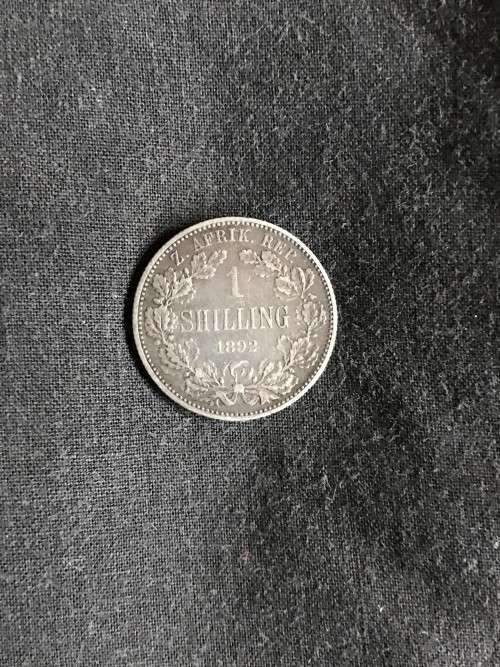 Z. AFRIK. REP.
1
SHILLING
1892